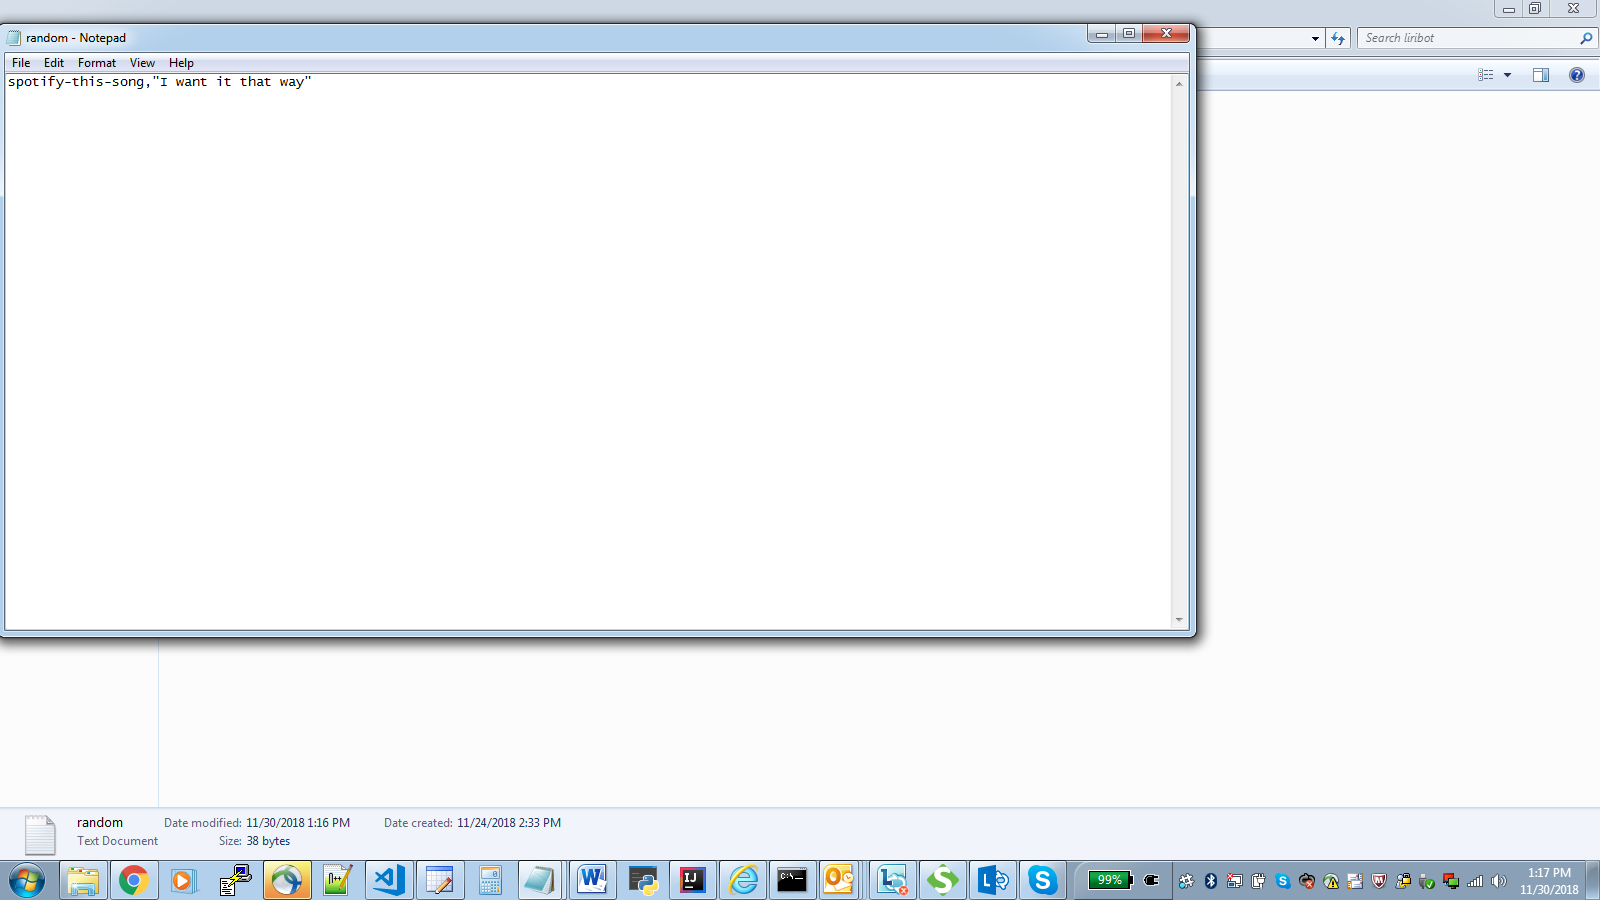 random - Notepad
Search liribot
File Edit Format View Help
spotify-this-song,"I want it that way"
random Date modified: 11/30/2018 1:16 PM Date created: 11/24/2018 2:33 PM
Text Document Size: 38 bytes
99%
1:17 PM
11/30/2018